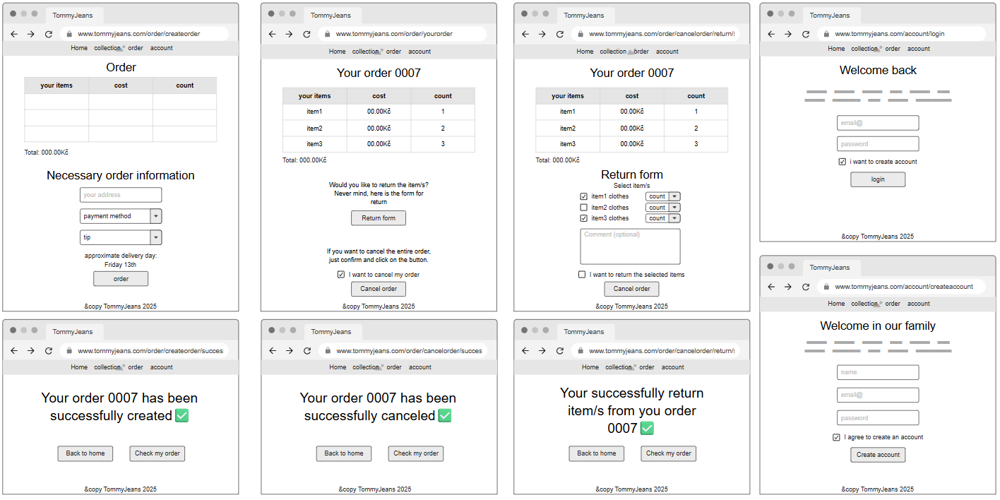 TommyJeans
www.tommyjeans.com/order/createorder
Home collection order account
Order
your items cost count
Total: 000.00Kč
Necessary order information
your address
payment method
tip
approximate delivery day:
Friday 13th
order
&copy TommyJeans 2025
TommyJeans
www.tommyjeans.com/order/yourorder
Home collection order account
Your order 0007
your items cost count
item1 00.00Kč 1
item2 00.00Kč 2
item3 00.00Kč 3
Total: 000.00Kč
Would you like to return the item/s?
Never mind, here is the form for
return
Return form
If you want to cancel the entire order,
just confirm and click on the button.
I want to cancel my order
Cancel order
&copy TommyJeans 2025
TommyJeans
www.tommyjeans.com/order/cancelorder/return/s
Home collection order account
Your order 0007
your items cost count
item1 00.00Kč 1
item2 00.00Kč 2
item3 00.00Kč 3
Total: 000.00Kč
Return form
Select item/s
item1 clothes count
item2 clothes count
item3 clothes count
Comment (optional)
I want to return the selected items
Cancel order
&copy TommyJeans 2025
TommyJeans
www.tommyjeans.com/account/login
Home collection order account
Welcome back
email@
password
i want to create account
login
&copy TommyJeans 2025
TommyJeans
www.tommyjeans.com/order/createorder/succes
Home collection order account
Your order 0007 has been
successfully created
Back to home Check my order
&copy TommyJeans 2025
TommyJeans
www.tommyjeans.com/order/cancelorder/succes
Home collection order account
Your order 0007 has been
successfully canceled
Back to home Check my order
&copy TommyJeans 2025
TommyJeans
www.tommyjeans.com/order/cancelorder/return/s
Home collection order account
Your successfully return
item/s from you order
0007
Back to home Check my order
&copy TommyJeans 2025
TommyJeans
www.tommyjeans.com/account/createaccount
Home collection order account
Welcome in our family
name
email@
password
I agree to create an account
Create account
&copy TommyJeans 2025